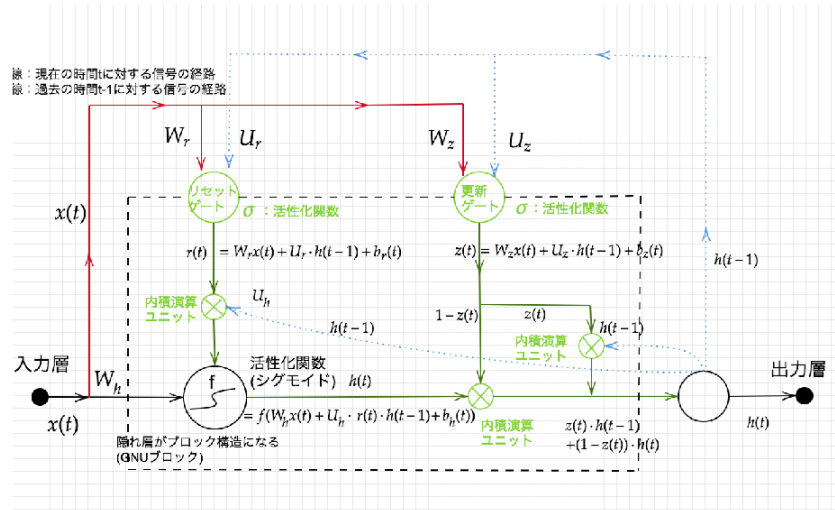 線：現在の時間tに対する信号の経路
線：過去の時間t-1に対する信号の経路
W_r
U_r
W_z
U_z
リセット
ゲート
σ：活性化関数
更新
ゲート
σ：活性化関数
x(t)
r(t) = W_r x(t) + U_r · h(t−1) + b_r(t)
z(t) = W_z x(t) + U_z · h(t−1) + b_z(t)
h(t−1)
内積演算
ユニット
U_h
h(t−1)
1−z(t)
z(t)
h(t−1)
内積演算
ユニット
入力層
W_h
x(t)
f
活性化関数
(シグモイド) h(t)
= f(W_h x(t) + U_h · r(t) · h(t−1) + b_h(t))
内積演算
ユニット
z(t)·h(t−1)
+(1−z(t))·h(t)
出力層
h(t)
隠れ層がブロック構造になる
(GNUブロック)